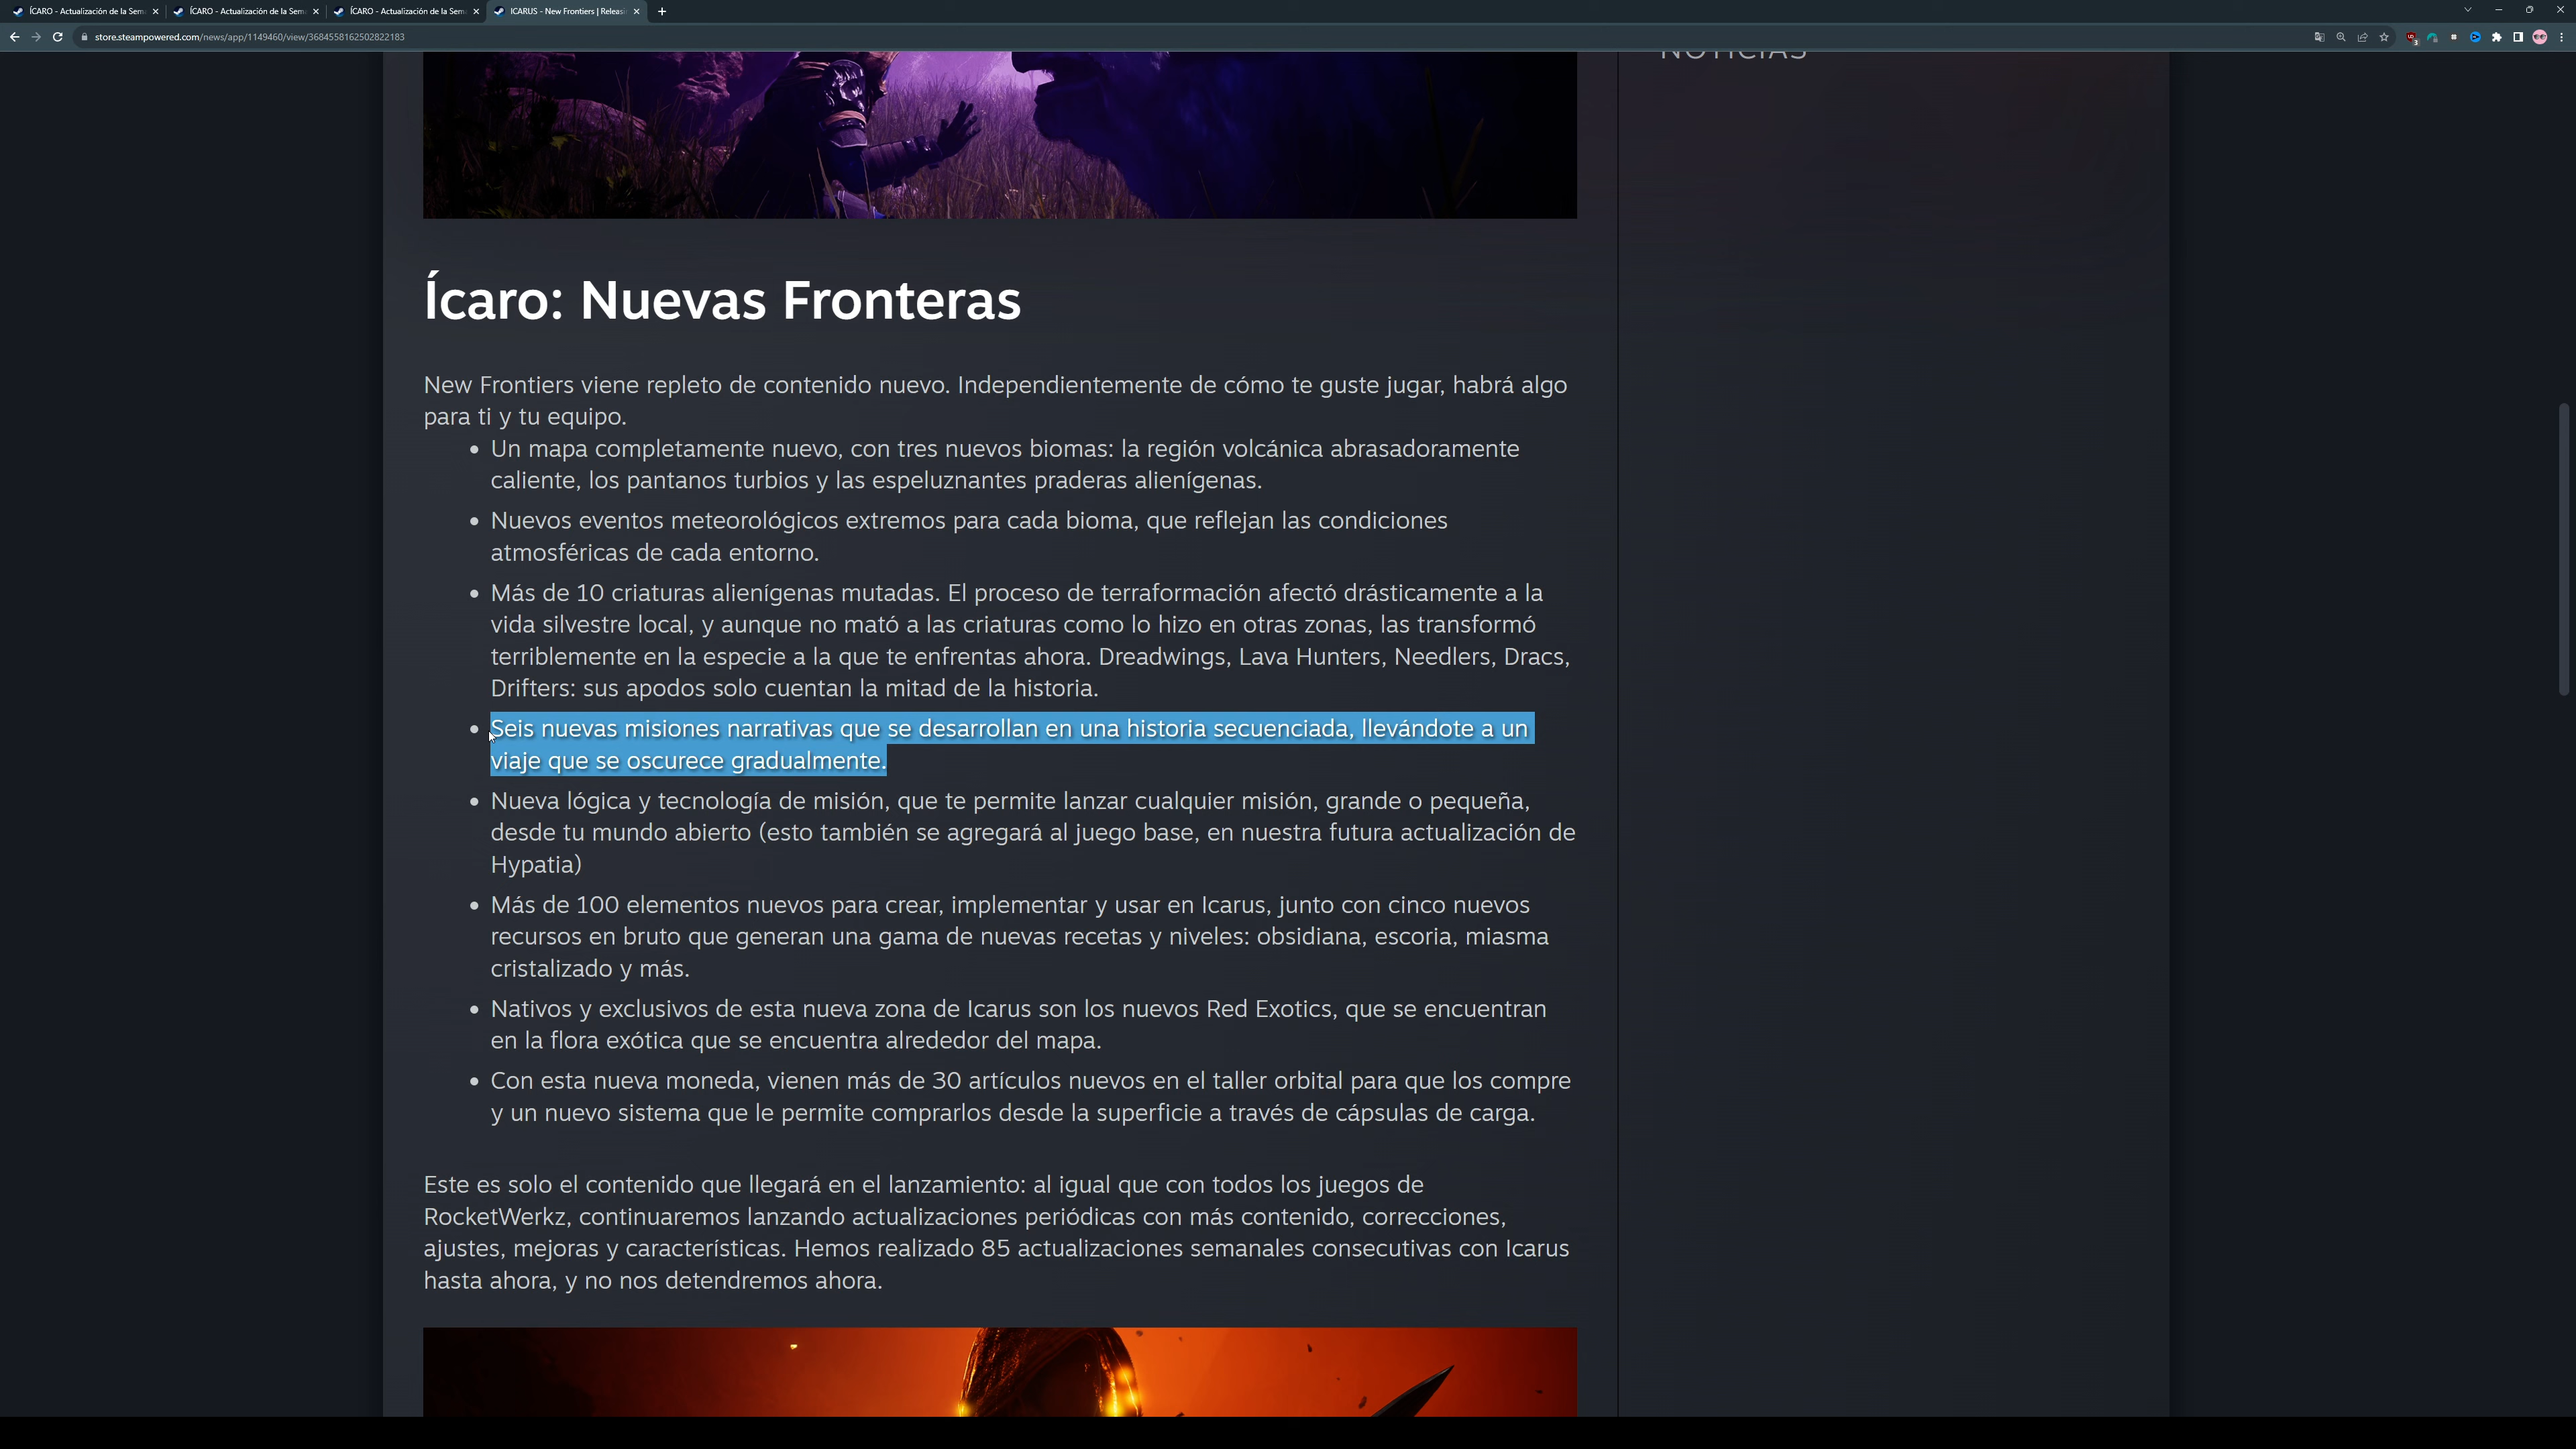 ÍCARO - Actualización de la Sem
ÍCARO - Actualización de la Sem
ÍCARO - Actualización de la Sem
ICARUS - New Frontiers | Releasi
store.steampowered.com/news/app/1149460/view/3684558162502822183
NOTICIAS
Ícaro: Nuevas Fronteras
New Frontiers viene repleto de contenido nuevo. Independientemente de cómo te guste jugar, habrá algo
para ti y tu equipo.
Un mapa completamente nuevo, con tres nuevos biomas: la región volcánica abrasadoramente
caliente, los pantanos turbios y las espeluznantes praderas alienígenas.
Nuevos eventos meteorológicos extremos para cada bioma, que reflejan las condiciones
atmosféricas de cada entorno.
Más de 10 criaturas alienígenas mutadas. El proceso de terraformación afectó drásticamente a la
vida silvestre local, y aunque no mató a las criaturas como lo hizo en otras zonas, las transformó
terriblemente en la especie a la que te enfrentas ahora. Dreadwings, Lava Hunters, Needlers, Dracs,
Drifters: sus apodos solo cuentan la mitad de la historia.
Seis nuevas misiones narrativas que se desarrollan en una historia secuenciada, llevándote a un
viaje que se oscurece gradualmente.
Nueva lógica y tecnología de misión, que te permite lanzar cualquier misión, grande o pequeña,
desde tu mundo abierto (esto también se agregará al juego base, en nuestra futura actualización de
Hypatia)
Más de 100 elementos nuevos para crear, implementar y usar en Icarus, junto con cinco nuevos
recursos en bruto que generan una gama de nuevas recetas y niveles: obsidiana, escoria, miasma
cristalizado y más.
Nativos y exclusivos de esta nueva zona de Icarus son los nuevos Red Exotics, que se encuentran
en la flora exótica que se encuentra alrededor del mapa.
Con esta nueva moneda, vienen más de 30 artículos nuevos en el taller orbital para que los compre
y un nuevo sistema que le permite comprarlos desde la superficie a través de cápsulas de carga.
Este es solo el contenido que llegará en el lanzamiento: al igual que con todos los juegos de
RocketWerkz, continuaremos lanzando actualizaciones periódicas con más contenido, correcciones,
ajustes, mejoras y características. Hemos realizado 85 actualizaciones semanales consecutivas con Icarus
hasta ahora, y no nos detendremos ahora.